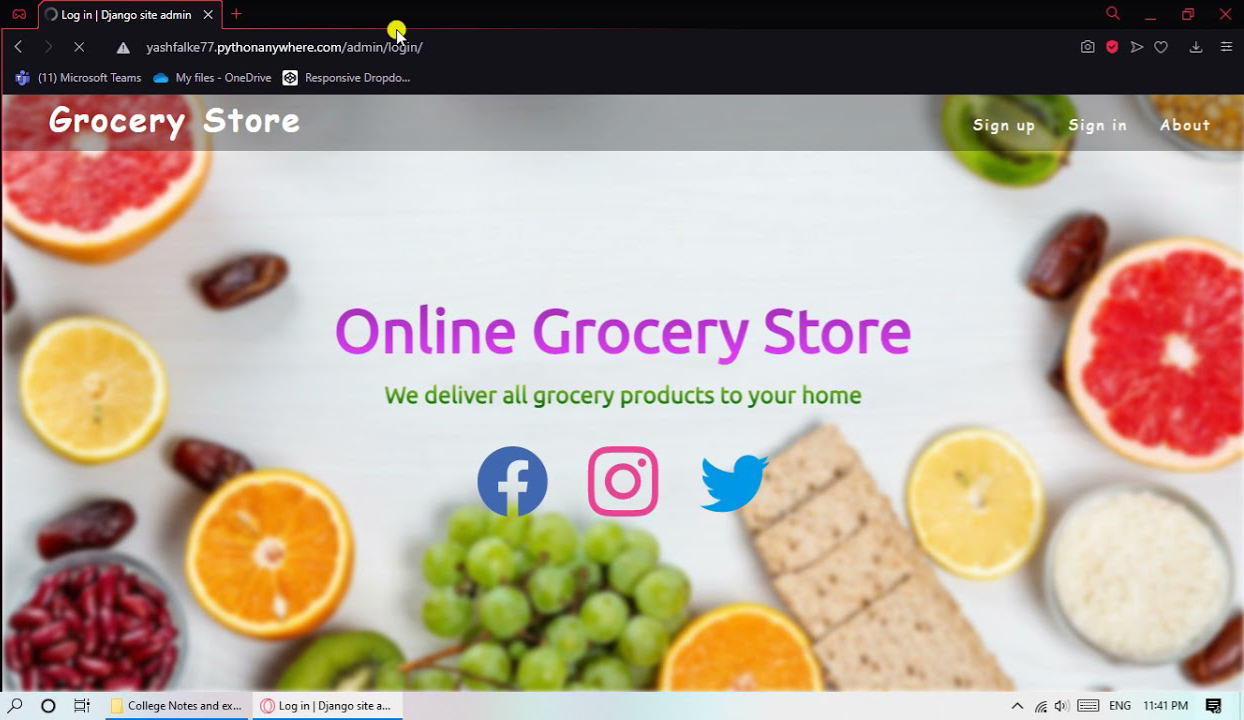 Log in | Django site admin
yashfalke77.pythonanywhere.com/admin/login/
(11) Microsoft Teams
My files - OneDrive
Responsive Dropdo...
Grocery Store
Sign up
Sign in
About
Online Grocery Store
We deliver all grocery products to your home
College Notes and ex...
Log in | Django site a...
ENG
11:41 PM